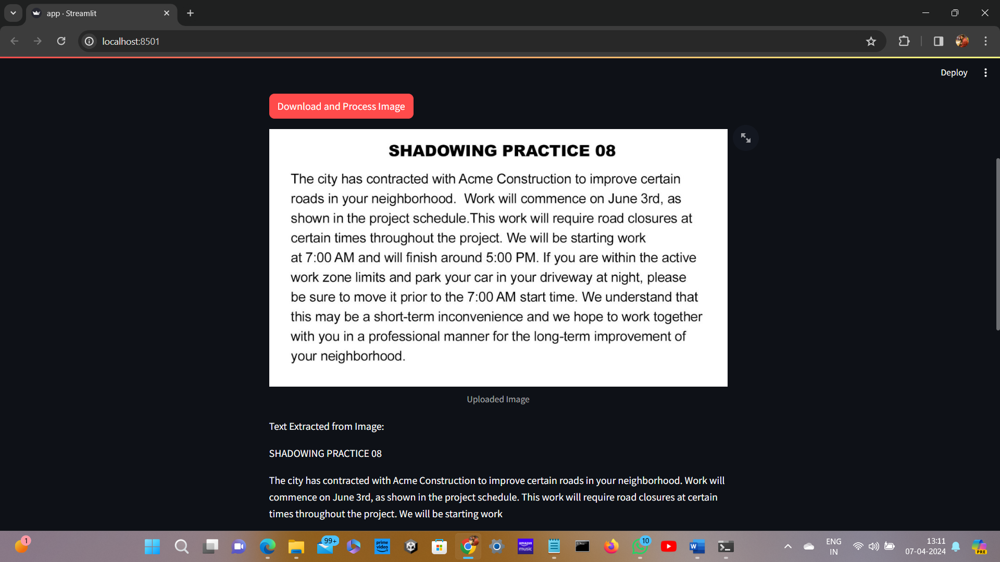 app · Streamlit
localhost:8501
Deploy
Download and Process Image
SHADOWING PRACTICE 08
The city has contracted with Acme Construction to improve certain
roads in your neighborhood.  Work will commence on June 3rd, as
shown in the project schedule.This work will require road closures at
certain times throughout the project. We will be starting work
at 7:00 AM and will finish around 5:00 PM. If you are within the active
work zone limits and park your car in your driveway at night, please
be sure to move it prior to the 7:00 AM start time. We understand that
this may be a short-term inconvenience and we hope to work together
with you in a professional manner for the long-term improvement of
your neighborhood.
Uploaded Image
Text Extracted from Image:
SHADOWING PRACTICE 08
The city has contracted with Acme Construction to improve certain roads in your neighborhood. Work will
commence on June 3rd, as shown in the project schedule. This work will require road closures at certain
times throughout the project. We will be starting work
1
99+
prime video
amazon music
10
W
ENG
IN
13:11
07-04-2024
PRE